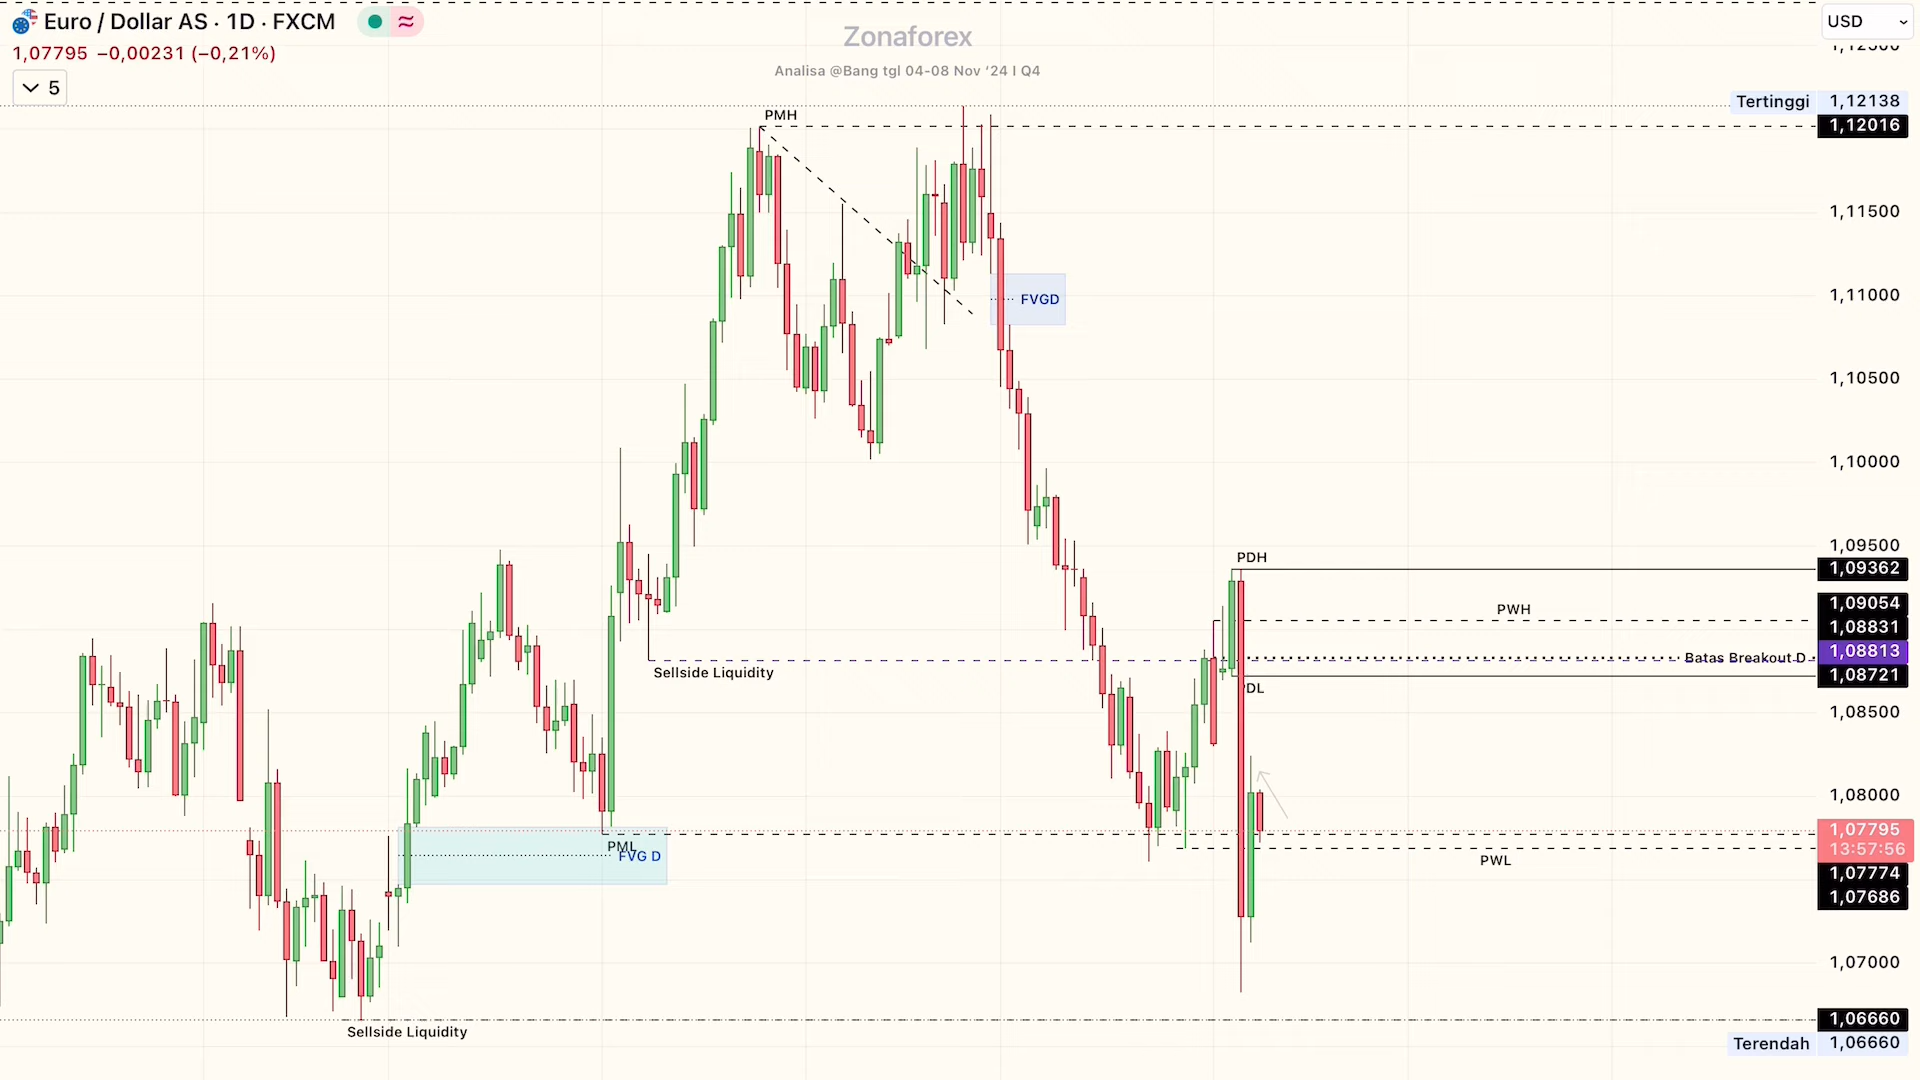 Euro / Dollar AS · 1D · FXCM
1,07795 −0,00231 (−0,21%)
5
Zonaforex
Analisa @Bang tgl 04-08 Nov '24 I Q4
USD
1,12500
Tertinggi 1,12138
1,12016
PMH
1,11500
FVGD
1,11000
1,10500
1,10000
1,09500
PDH
1,09362
1,09054
PWH
1,08831
1,08813
Batas Breakout D
1,08721
Sellside Liquidity
PDL
1,08500
1,08000
1,07795
13:57:56
PML
FVG D
PWL
1,07774
1,07686
1,07000
1,06660
Sellside Liquidity
Terendah 1,06660